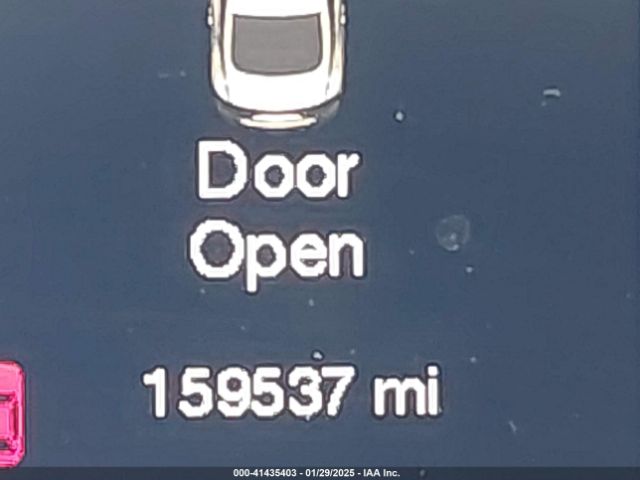 Door
Open
159537 mi
000-41435403 - 01/29/2025 - IAA Inc.